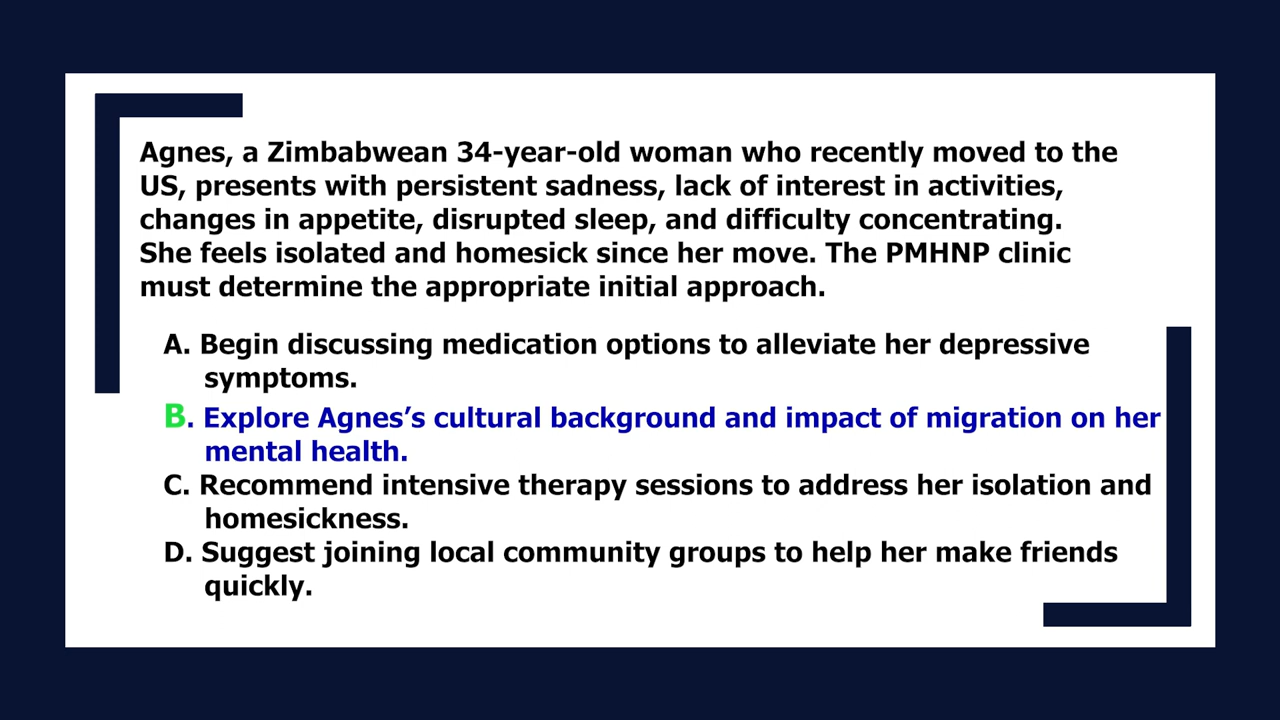 Agnes, a Zimbabwean 34-year-old woman who recently moved to the
US, presents with persistent sadness, lack of interest in activities,
changes in appetite, disrupted sleep, and difficulty concentrating.
She feels isolated and homesick since her move. The PMHNP clinic
must determine the appropriate initial approach.
A. Begin discussing medication options to alleviate her depressive
symptoms.
B. Explore Agnes’s cultural background and impact of migration on her
mental health.
C. Recommend intensive therapy sessions to address her isolation and
homesickness.
D. Suggest joining local community groups to help her make friends
quickly.